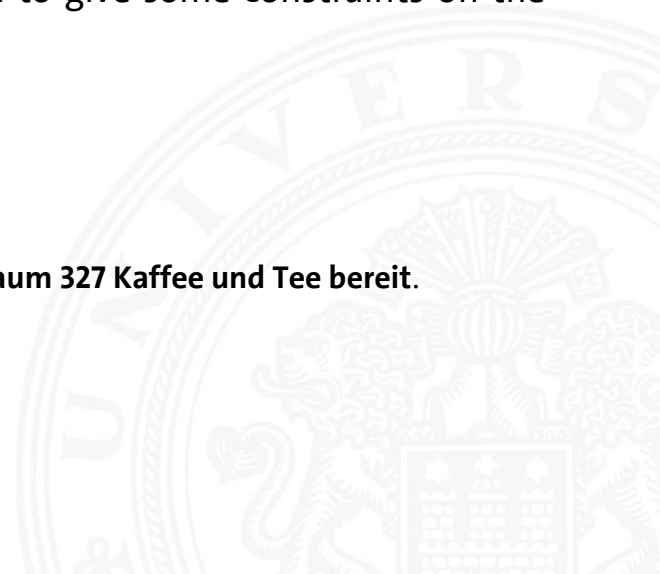 to give some constraints on the
aum 327 Kaffee und Tee bereit.
U N I V E R S